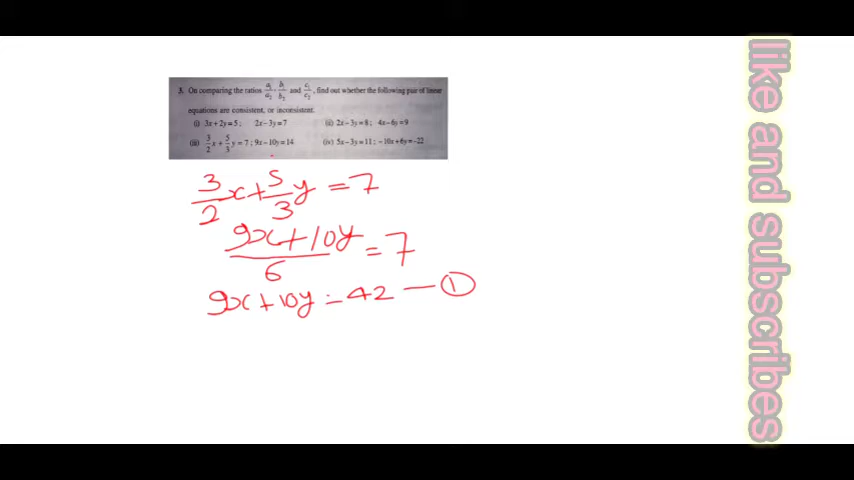 3. On comparing the ratios a₁/a₂, b₁/b₂ and c₁/c₂, find out whether the following pair of linear
equations are consistent, or inconsistent.
(i) 3x+2y=5; 2x-3y=7 (ii) 2x-3y=8; 4x-6y=9
(iii) 3/2 x + 5/3 y = 7; 9x-10y=14 (iv) 5x-3y=11; -10x+6y=-22
3/2 x + 5/3 y = 7
9x+10y/6 = 7
9x+10y=42 — ①
like and subscribes